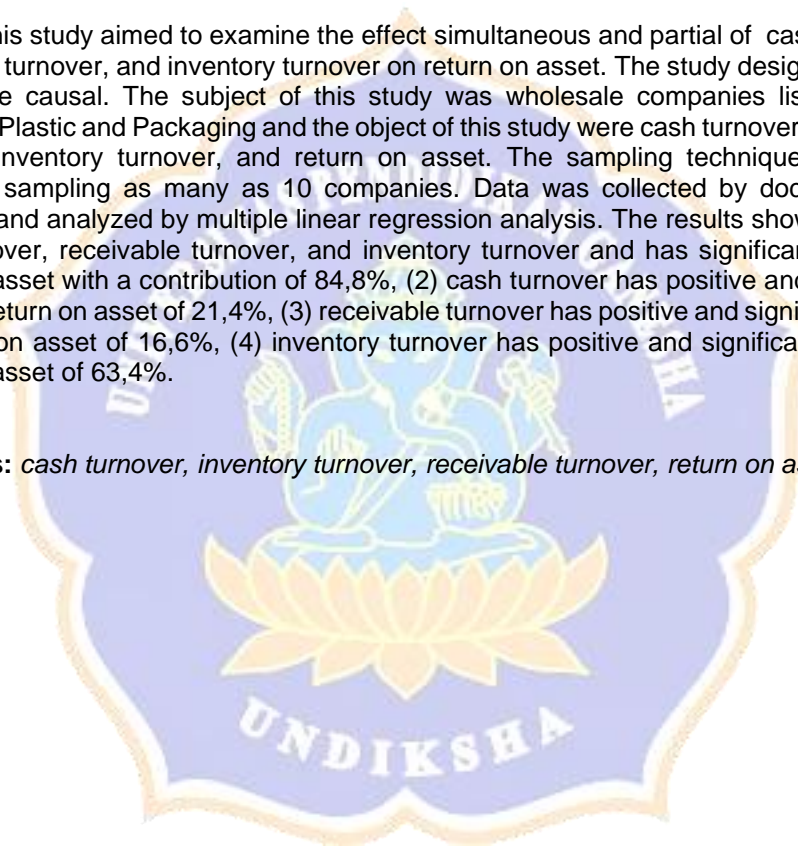 his study aimed to examine the effect simultaneous and partial of cas
turnover, and inventory turnover on return on asset. The study desig
e causal. The subject of this study was wholesale companies lis
Plastic and Packaging and the object of this study were cash turnover
inventory turnover, and return on asset. The sampling technique
sampling as many as 10 companies. Data was collected by doc
and analyzed by multiple linear regression analysis. The results show
over, receivable turnover, and inventory turnover and has significar
asset with a contribution of 84,8%, (2) cash turnover has positive and
eturn on asset of 21,4%, (3) receivable turnover has positive and signi
on asset of 16,6%, (4) inventory turnover has positive and significa
asset of 63,4%.
s: cash turnover, inventory turnover, receivable turnover, return on as
UNDIKSHA